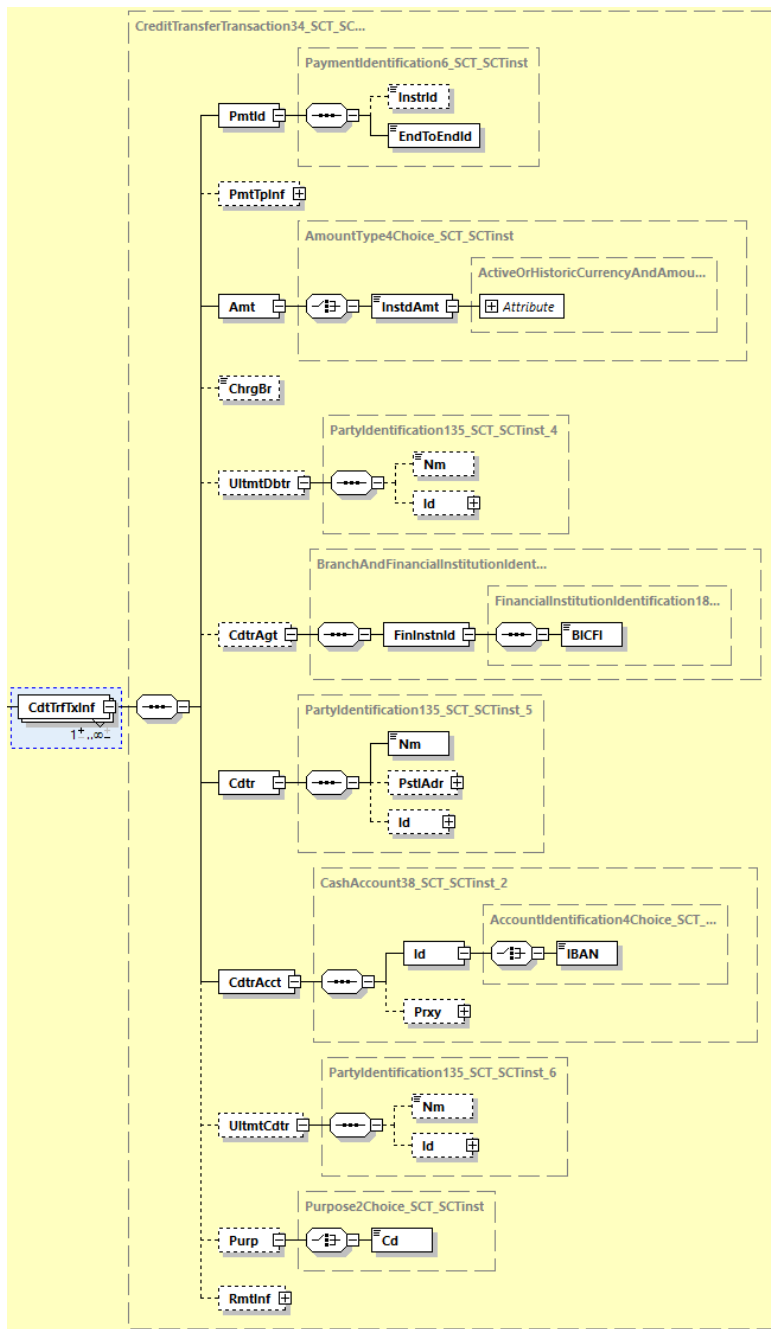 CreditTransferTransaction34_SCT_SC...
PaymentIdentification6_SCT_SCTinst
InstrId
PmtId
EndToEndId
PmtTpInf
AmountType4Choice_SCT_SCTinst
ActiveOrHistoricCurrencyAndAmou...
Amt
InstdAmt
Attribute
ChrgBr
PartyIdentification135_SCT_SCTinst_4
Nm
UltmtDbtr
Id
BranchAndFinancialInstitutionIdent...
FinancialInstitutionIdentification18...
CdtrAgt
FinInstnId
BICFI
CdtTrfTxInf
1..∞
PartyIdentification135_SCT_SCTinst_5
Nm
Cdtr
PstlAdr
Id
CashAccount38_SCT_SCTinst_2
AccountIdentification4Choice_SCT_...
Id
IBAN
CdtrAcct
Prxy
PartyIdentification135_SCT_SCTinst_6
Nm
UltmtCdtr
Id
Purpose2Choice_SCT_SCTinst
Purp
Cd
RmtInf